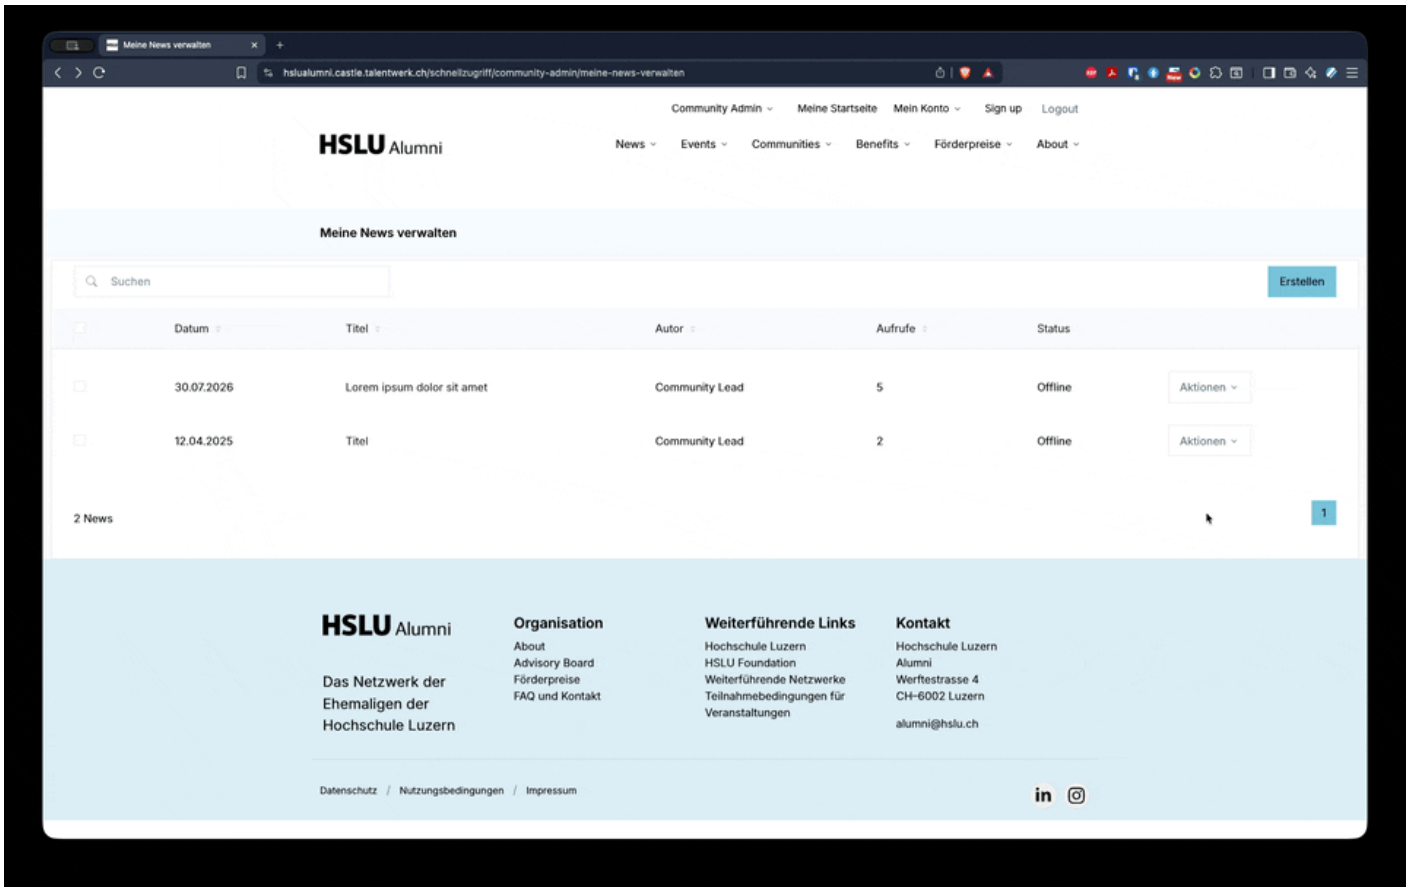 Meine News verwalten
hslualumni.castle.talentwerk.ch/schnellzugriff/community-admin/meine-news-verwalten
Community Admin Meine Startseite Mein Konto Sign up Logout
HSLU Alumni
News Events Communities Benefits Förderpreise About
Meine News verwalten
Suchen
Erstellen
Datum Titel Autor Aufrufe Status
30.07.2026 Lorem ipsum dolor sit amet Community Lead 5 Offline Aktionen
12.04.2025 Titel Community Lead 2 Offline Aktionen
2 News
1
HSLU Alumni
Das Netzwerk der
Ehemaligen der
Hochschule Luzern
Organisation
About
Advisory Board
Förderpreise
FAQ und Kontakt
Weiterführende Links
Hochschule Luzern
HSLU Foundation
Weiterführende Netzwerke
Teilnahmebedingungen für
Veranstaltungen
Kontakt
Hochschule Luzern
Alumni
Werftestrasse 4
CH-6002 Luzern
alumni@hslu.ch
Datenschutz / Nutzungsbedingungen / Impressum
in